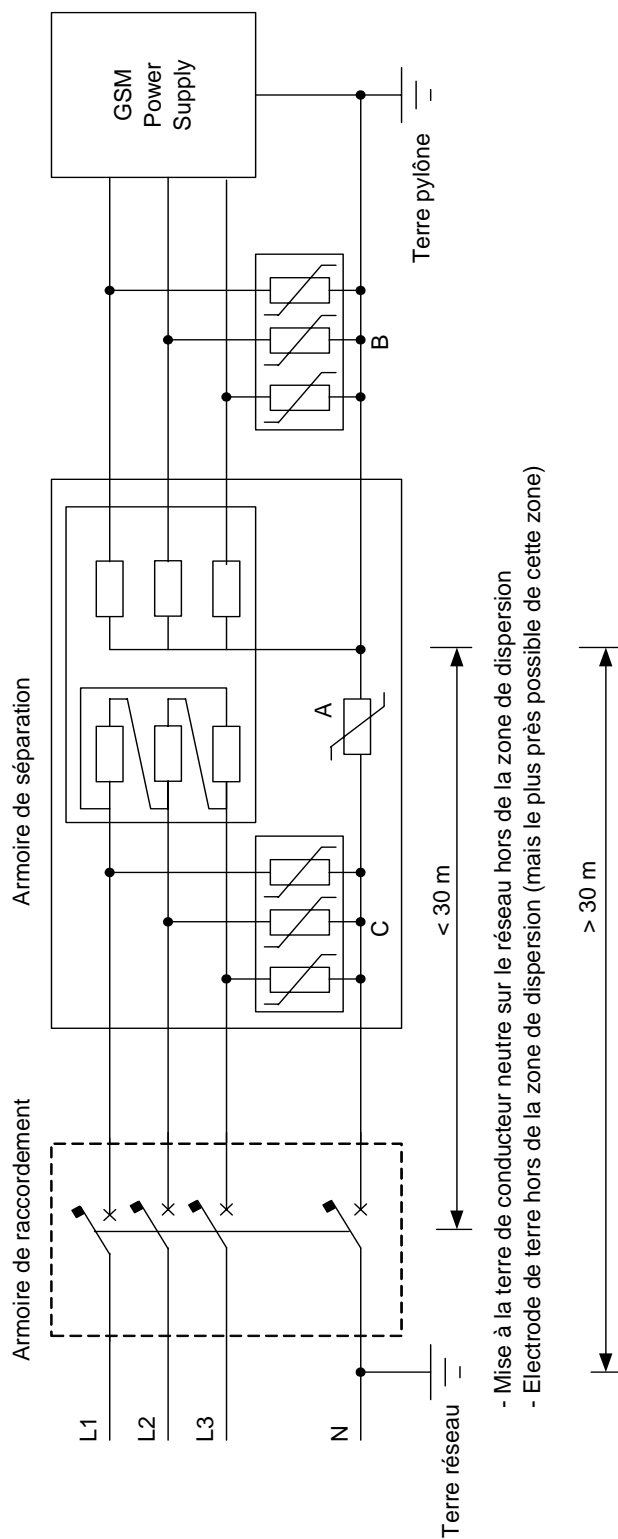 Armoire de raccordement
Armoire de séparation
L1
L2
L3
N
Terre réseau
C
A
B
GSM
Power
Supply
Terre pylône
< 30 m
- Mise à la terre de conducteur neutre sur le réseau hors de la zone de dispersion
- Electrode de terre hors de la zone de dispersion (mais le plus près possible de cette zone)
> 30 m